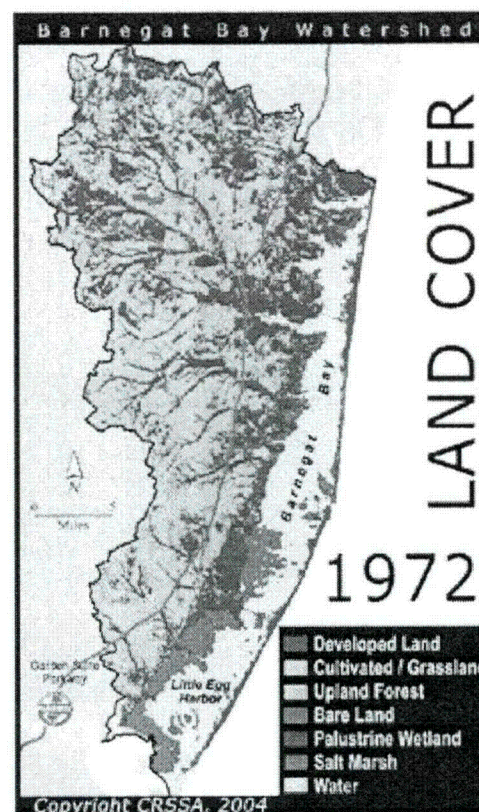 Barnegat Bay Watershed
LAND COVER
Barnegat Bay
N
Miles
1972
Garden State
Parkway
Little Egg
Harbor
Developed Land
Cultivated / Grassland
Upland Forest
Bare Land
Palustrine Wetland
Salt Marsh
Water
Copyright CRSSA, 2004